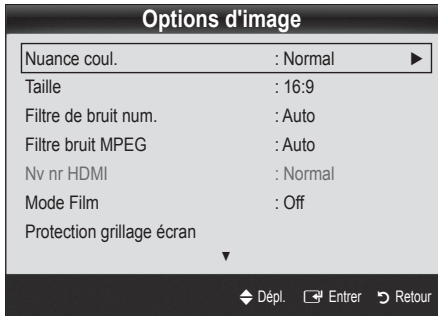 Options d'image
Nuance coul. : Normal ▶
Taille : 16:9
Filtre de bruit num. : Auto
Filtre bruit MPEG : Auto
Nv nr HDMI : Normal
Mode Film : Off
Protection grillage écran
▼
Dépl. Entrer Retour